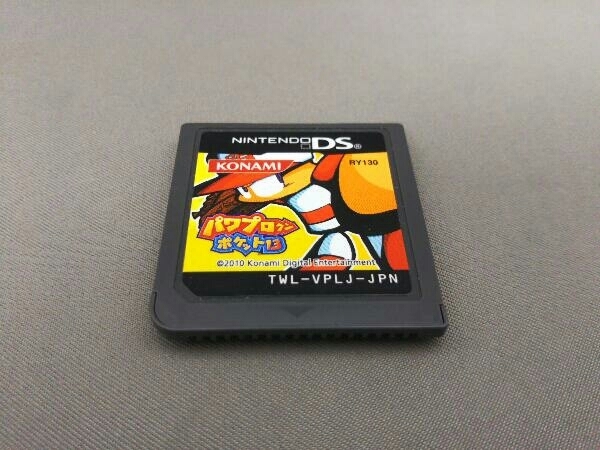 NINTENDO DS®
KONAMI
RY130
パワプロクン
ポケット13
©2010 Konami Digital Entertainment
TWL-VPLJ-JPN